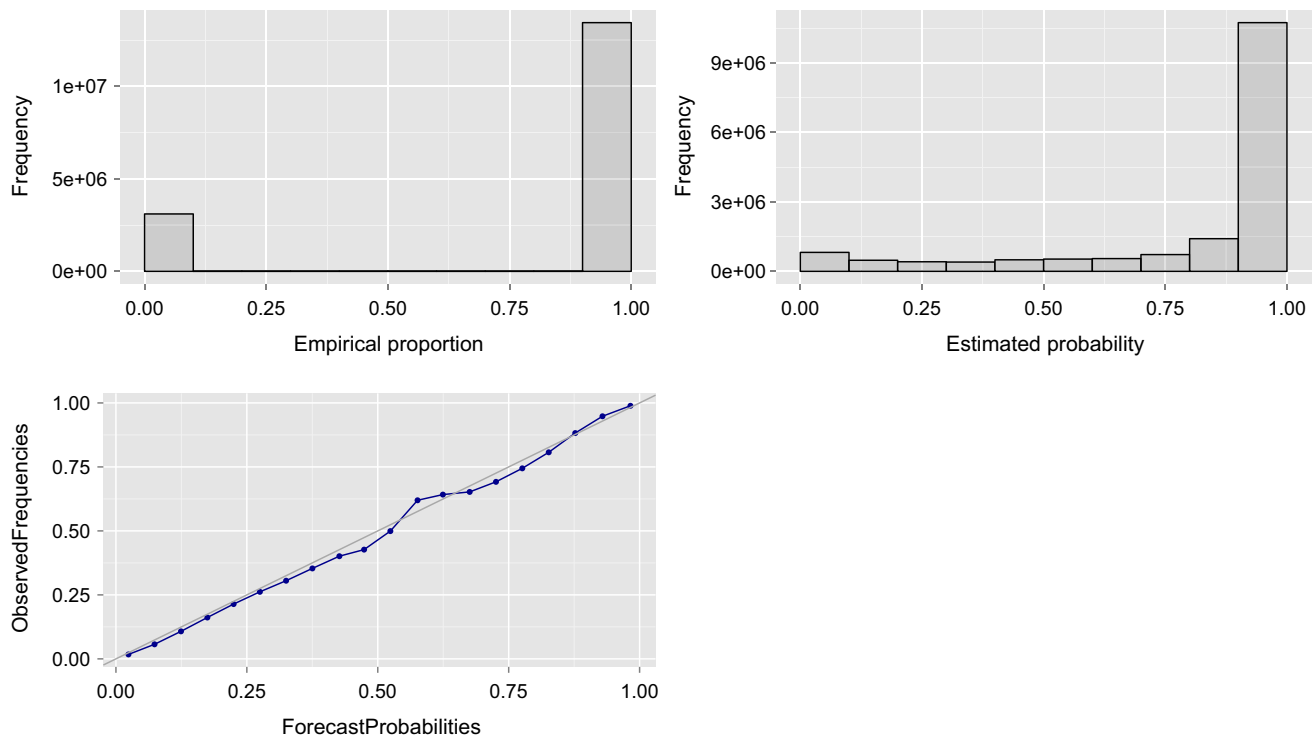 Frequency
1e+07
5e+06
0e+00
0.00 0.25 0.50 0.75 1.00
Empirical proportion
Frequency
9e+06
6e+06
3e+06
0e+00
0.00 0.25 0.50 0.75 1.00
Estimated probability
ObservedFrequencies
1.00
0.75
0.50
0.25
0.00
0.00 0.25 0.50 0.75 1.00
ForecastProbabilities